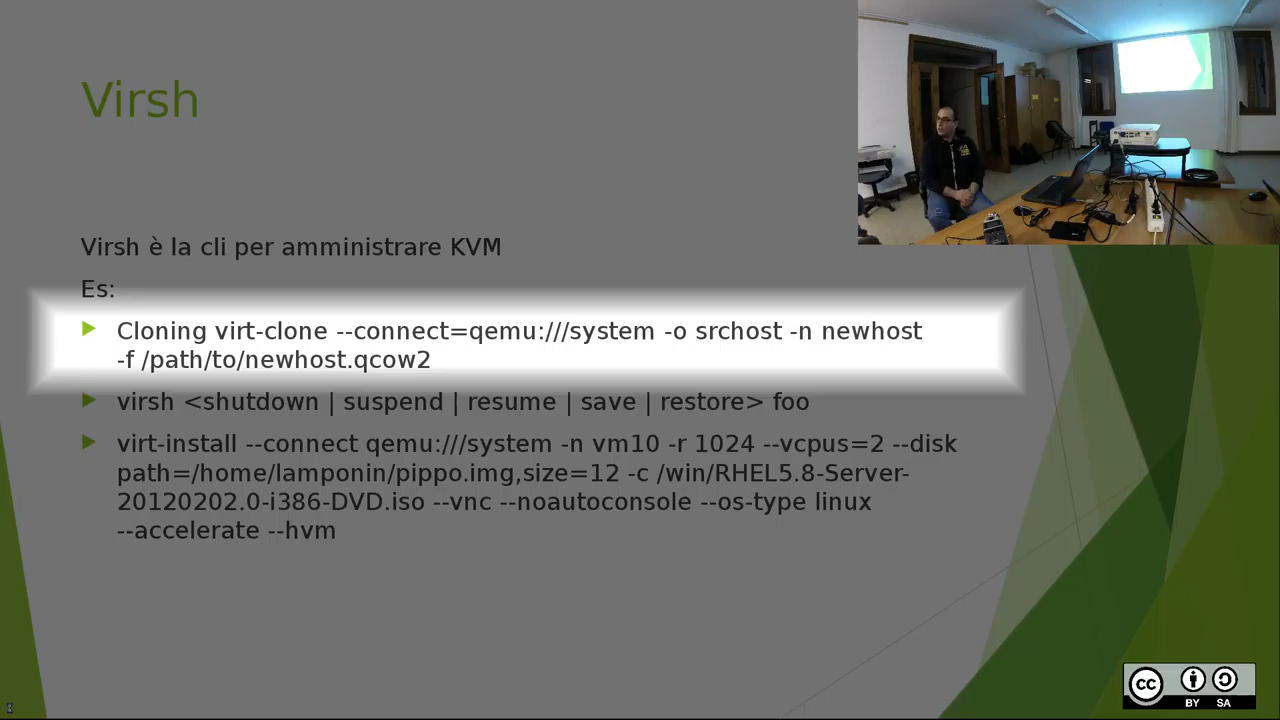 Virsh
Virsh è la cli per amministrare KVM
Es:
Cloning virt-clone --connect=qemu:///system -o srchost -n newhost
-f /path/to/newhost.qcow2
virsh <shutdown | suspend | resume | save | restore> foo
virt-install --connect qemu:///system -n vm10 -r 1024 --vcpus=2 --disk
path=/home/lamponin/pippo.img,size=12 -c /win/RHEL5.8-Server-
20120202.0-i386-DVD.iso --vnc --noautoconsole --os-type linux
--accelerate --hvm
cc
BY SA